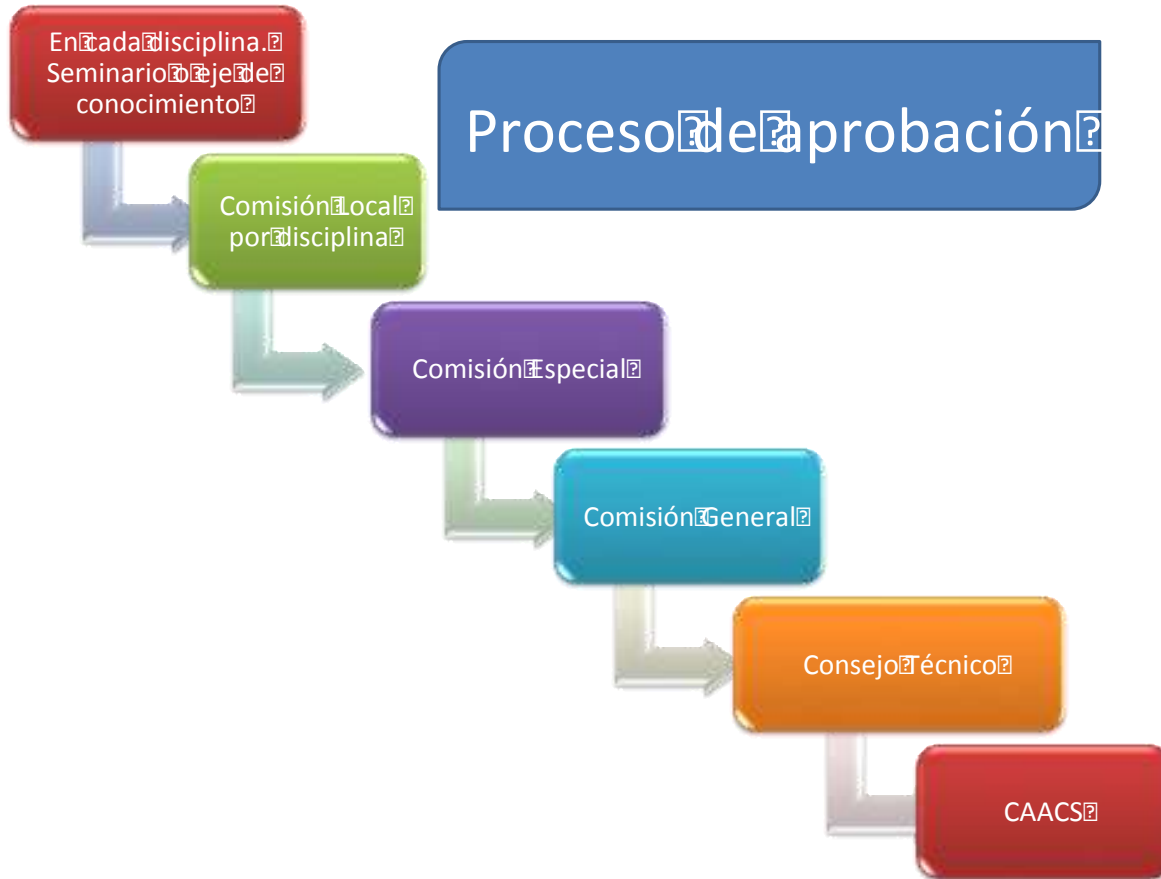 En cada disciplina.
Seminario o eje de
conocimiento
Proceso de aprobación
Comisión Local
por disciplina
Comisión Especial
Comisión General
Consejo Técnico
CAACS